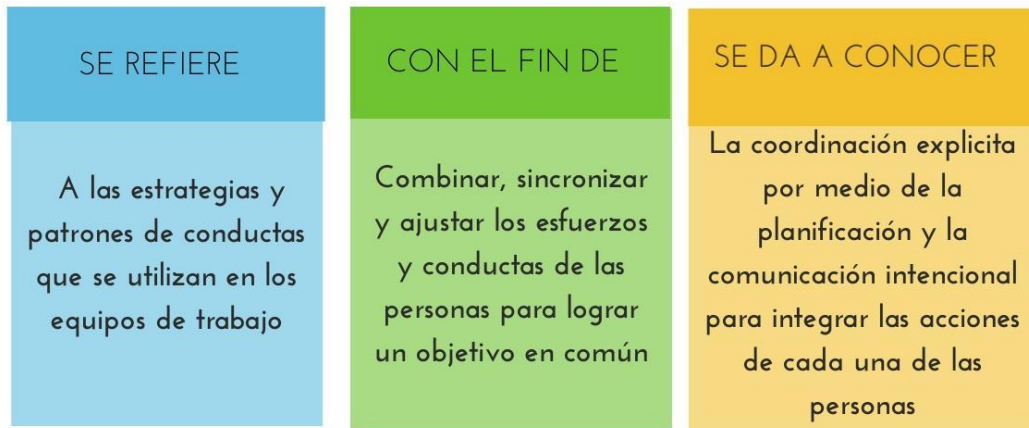 SE REFIERE
A las estrategias y
patrones de conductas
que se utilizan en los
equipos de trabajo
CON EL FIN DE
Combinar, sincronizar
y ajustar los esfuerzos
y conductas de las
personas para lograr
un objetivo en común
SE DA A CONOCER
La coordinación explicita
por medio de la
planificación y la
comunicación intencional
para integrar las acciones
de cada una de las
personas